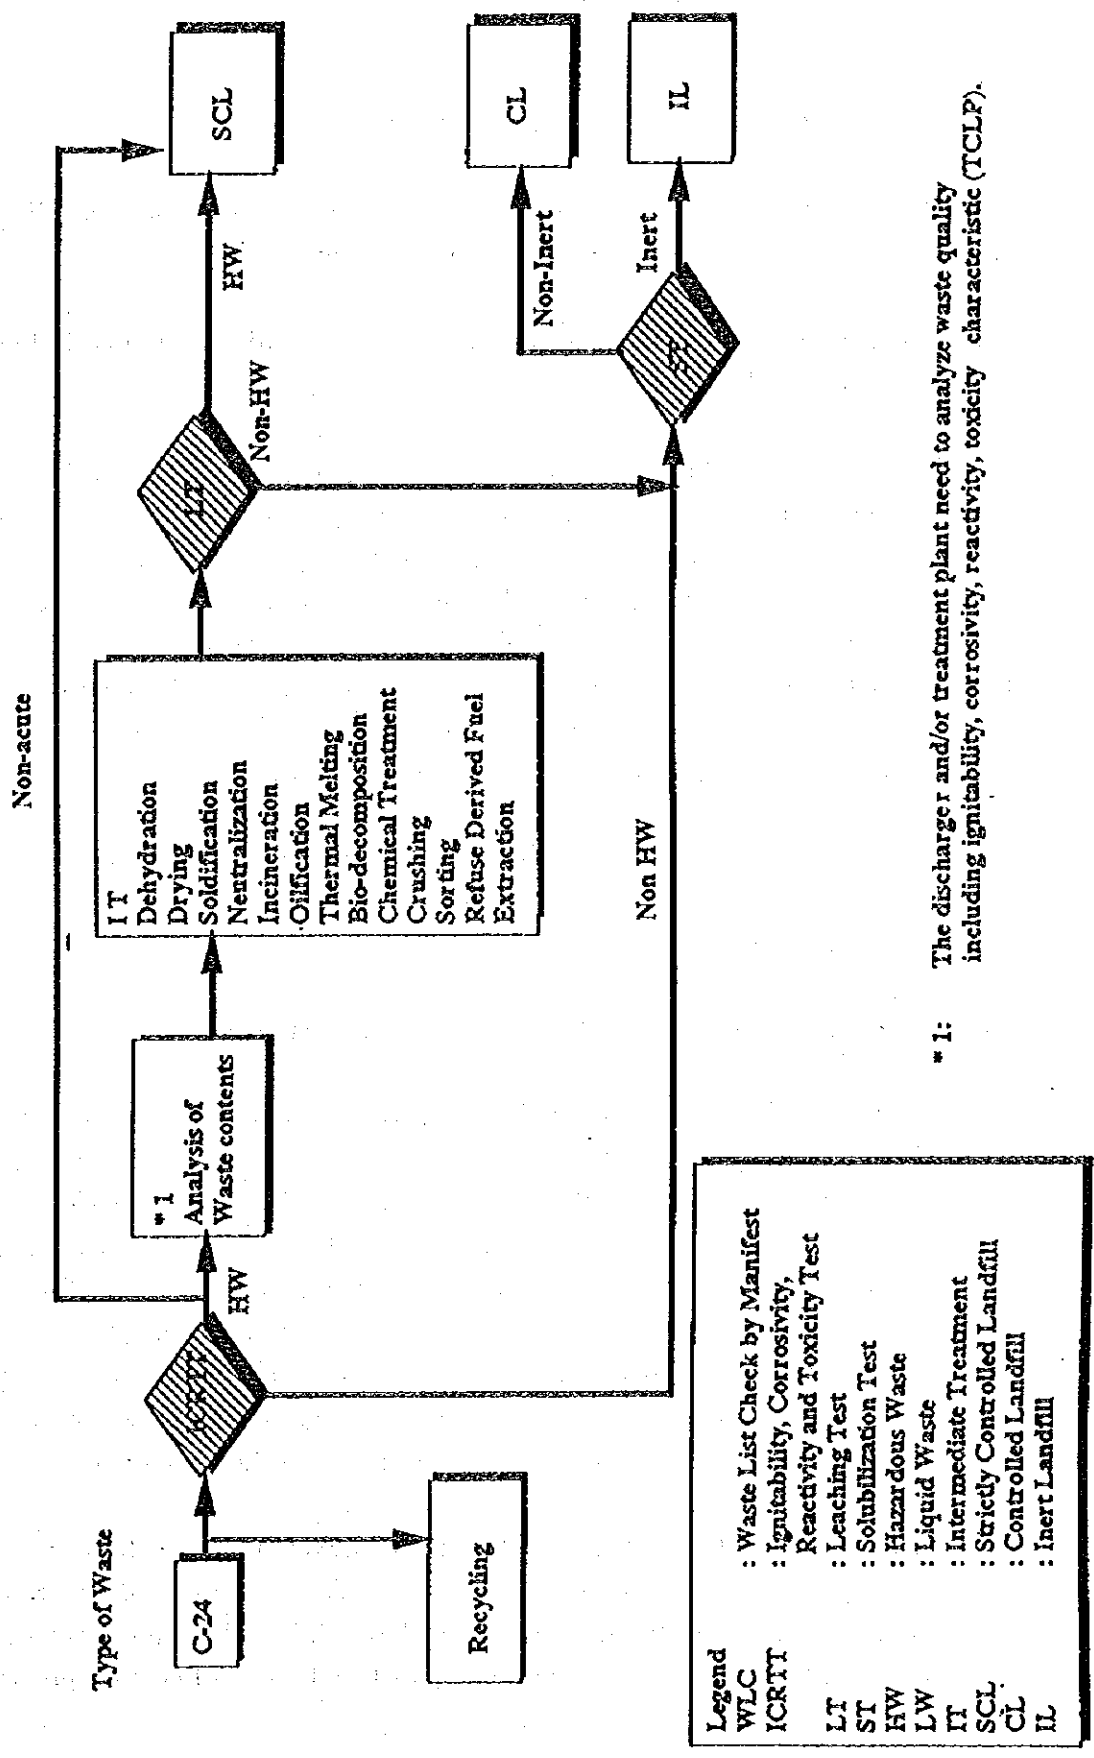 Non-acute
Type of Waste
C-24
Recycling
ICRTT
HW
* 1
Analysis of
Waste contents
I T
Dehydration
Drying
Soldification
Neutralization
Incineration
Oilfication
Thermal Melting
Bio-decomposition
Chemical Treatment
Crushing
Sorting
Refuse Derived Fuel
Extraction
LT
HW
Non-HW
SCL
Non HW
ST
Non-Inert
Inert
CL
IL
Legend
WLC : Waste List Check by Manifest
ICRTT : Ignitability, Corrosivity,
Reactivity and Toxicity Test
LT : Leaching Test
ST : Solubilization Test
HW : Hazardous Waste
LW : Liquid Waste
IT : Intermediate Treatment
SCL : Strictly Controlled Landfill
CL : Controlled Landfill
IL : Inert Landfill
* 1: The discharger and/or treatment plant need to analyze waste quality
including ignitability, corrosivity, reactivity, toxicity characteristic (TCLP).